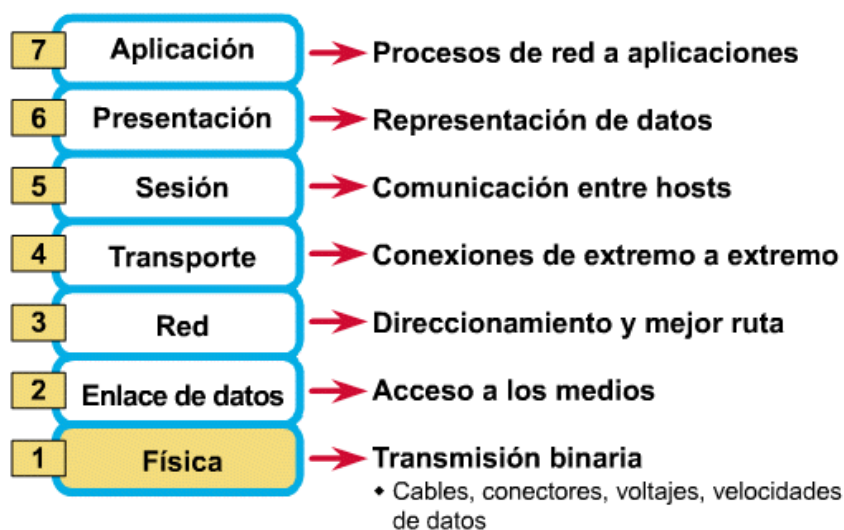 7 Aplicación Procesos de red a aplicaciones
6 Presentación Representación de datos
5 Sesión Comunicación entre hosts
4 Transporte Conexiones de extremo a extremo
3 Red Direccionamiento y mejor ruta
2 Enlace de datos Acceso a los medios
1 Física Transmisión binaria
Cables, conectores, voltajes, velocidades
de datos